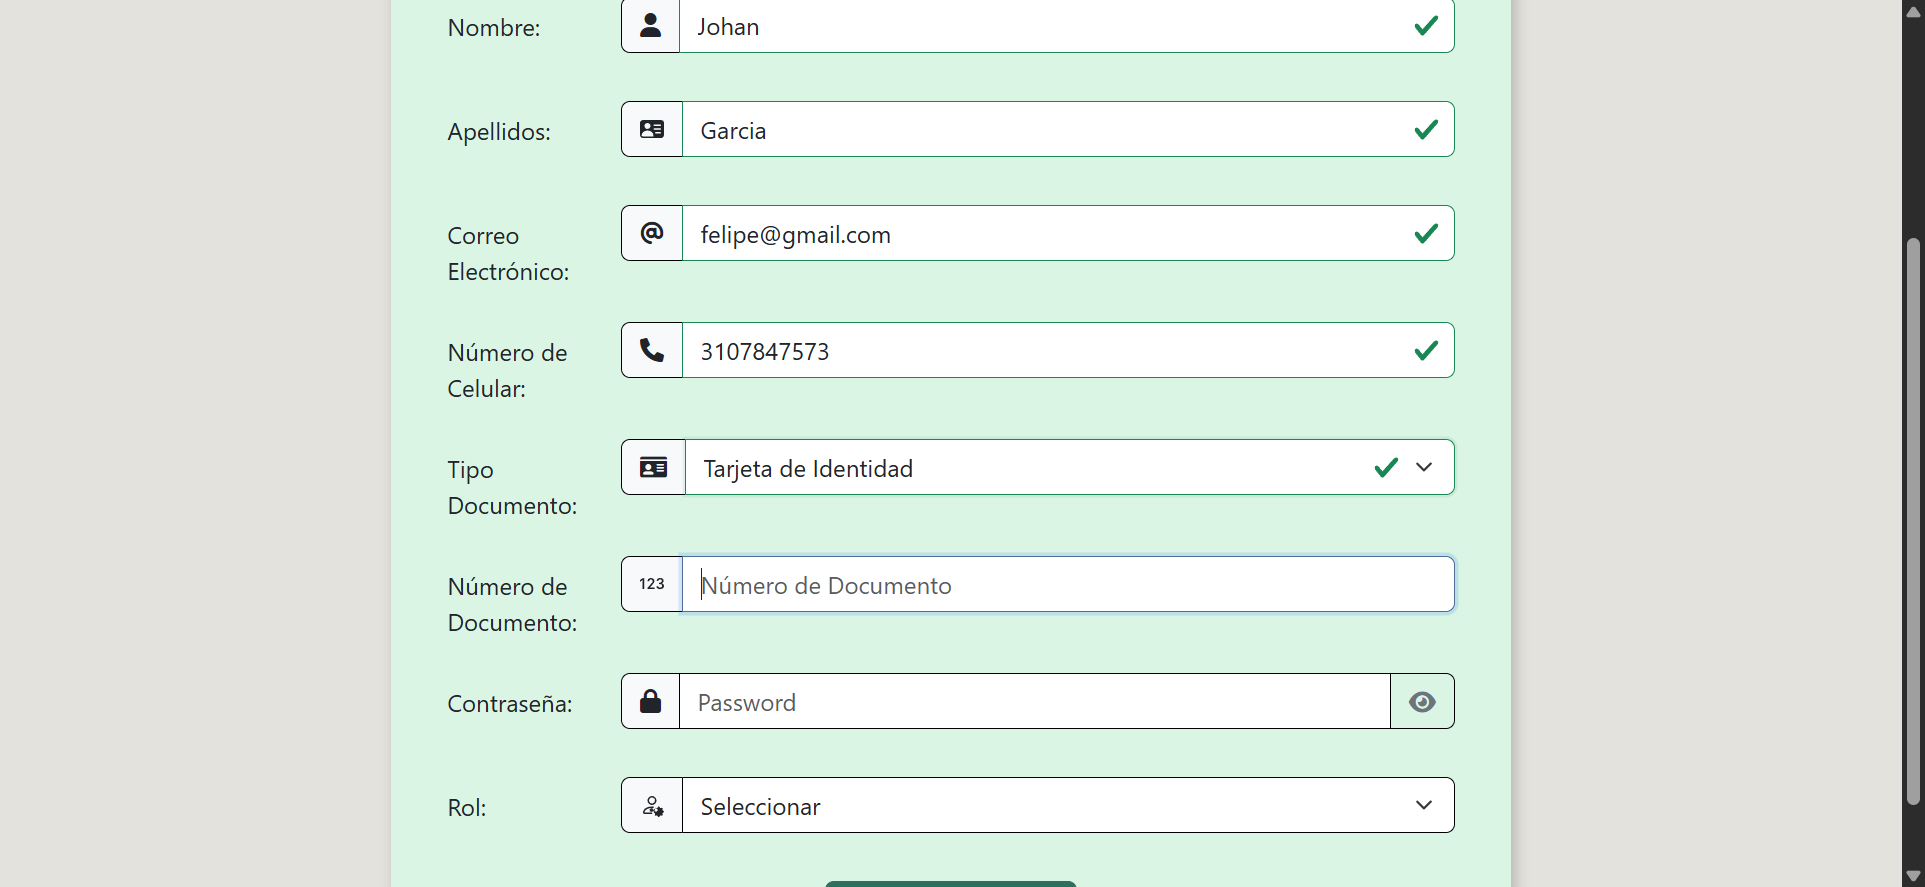 Nombre:
Johan
Apellidos:
Garcia
Correo
Electrónico:
felipe@gmail.com
Número de
Celular:
3107847573
Tipo
Documento:
Tarjeta de Identidad
Número de
Documento:
123
Número de Documento
Contraseña:
Password
Rol:
Seleccionar